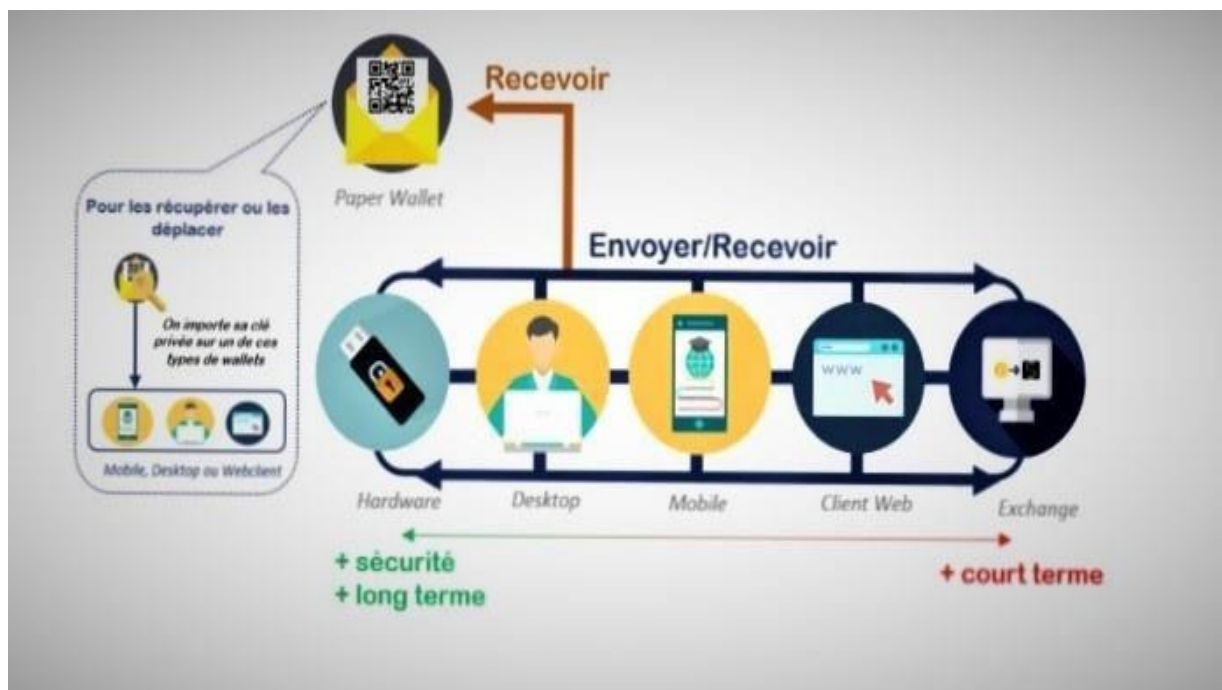 Recevoir
Paper Wallet
Pour les récupérer ou les
déplacer
On importe sa clé
privée sur un de ces
types de wallets
Mobile, Desktop ou Webclient
Envoyer/Recevoir
www
Hardware
Desktop
Mobile
Client Web
Exchange
+ sécurité
+ long terme
+ court terme